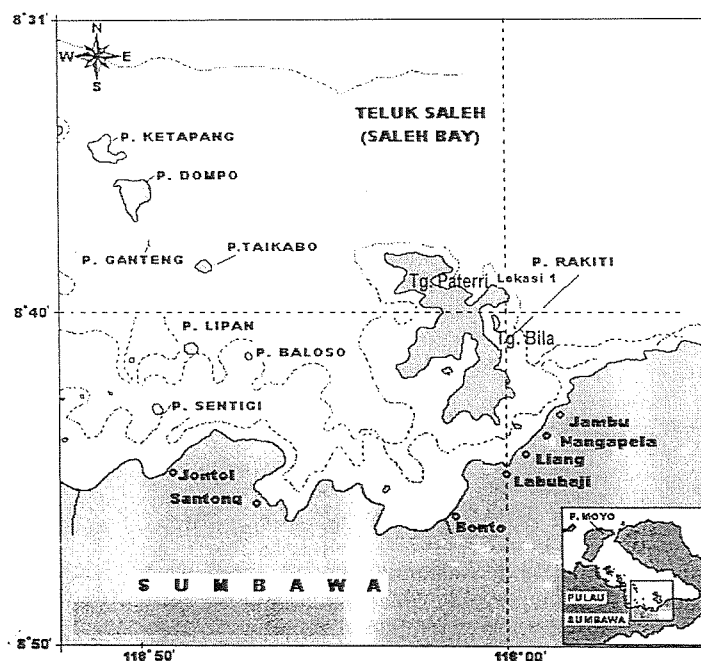 8°31'
N
W E
S
TELUK SALEH
(SALEH BAY)
P. KETAPANG
P. DOMPO
P. GANTENG
P.TAIKABO
P. RAKITI
Tg. Paterri
Lokasi 1
8°40'
P. LIPAN
Tg. Bila
P. BALOSO
P. SENTIGI
Jambu
Nangapela
Liang
Labubaji
Jontol
Santong
Bonto
P. MOYO
S U M B A W A
PULAU
SUMBAWA
8°50'
118°50'
118°00'